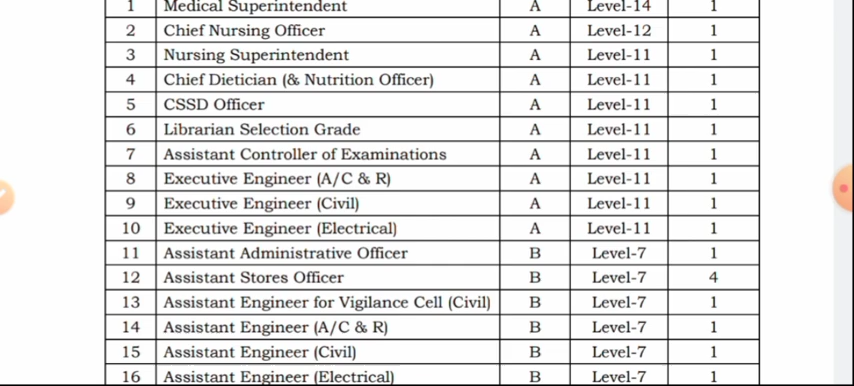 1 Medical Superintendent A Level-14 1
2 Chief Nursing Officer A Level-12 1
3 Nursing Superintendent A Level-11 1
4 Chief Dietician (& Nutrition Officer) A Level-11 1
5 CSSD Officer A Level-11 1
6 Librarian Selection Grade A Level-11 1
7 Assistant Controller of Examinations A Level-11 1
8 Executive Engineer (A/C & R) A Level-11 1
9 Executive Engineer (Civil) A Level-11 1
10 Executive Engineer (Electrical) A Level-11 1
11 Assistant Administrative Officer B Level-7 1
12 Assistant Stores Officer B Level-7 4
13 Assistant Engineer for Vigilance Cell (Civil) B Level-7 1
14 Assistant Engineer (A/C & R) B Level-7 1
15 Assistant Engineer (Civil) B Level-7 1
16 Assistant Engineer (Electrical) B Level-7 1